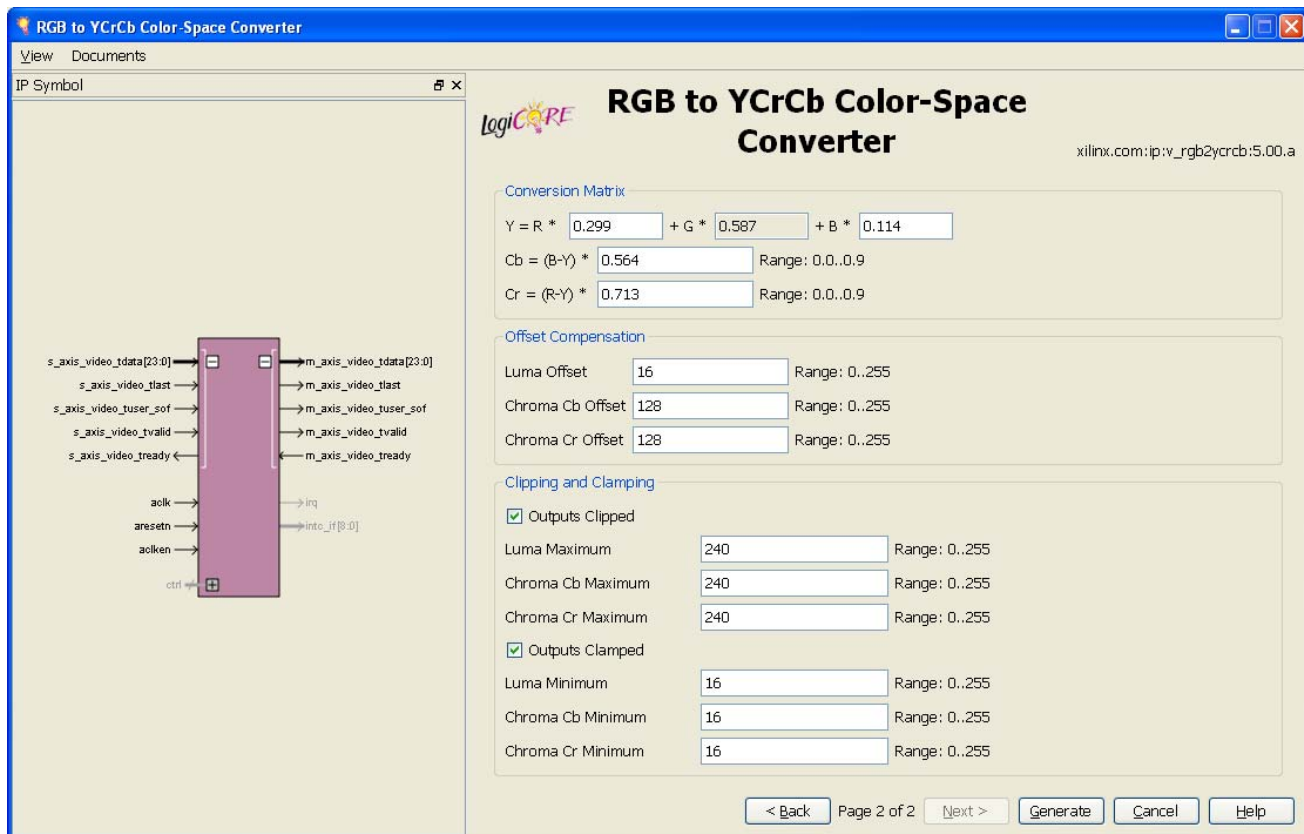 RGB to YCrCb Color-Space Converter
View Documents
IP Symbol
s_axis_video_tdata[23:0]
s_axis_video_tlast
s_axis_video_tuser_sof
s_axis_video_tvalid
s_axis_video_tready
aclk
aresetn
aclken
ctrl
m_axis_video_tdata[23:0]
m_axis_video_tlast
m_axis_video_tuser_sof
m_axis_video_tvalid
m_axis_video_tready
irq
intc_if[8:0]
LogiCORE
RGB to YCrCb Color-Space
Converter
xilinx.com:ip:v_rgb2ycrcb:5.00.a
Conversion Matrix
Y = R * 0.299 + G * 0.587 + B * 0.114
Cb = (B-Y) * 0.564 Range: 0.0..0.9
Cr = (R-Y) * 0.713 Range: 0.0..0.9
Offset Compensation
Luma Offset 16 Range: 0..255
Chroma Cb Offset 128 Range: 0..255
Chroma Cr Offset 128 Range: 0..255
Clipping and Clamping
Outputs Clipped
Luma Maximum 240 Range: 0..255
Chroma Cb Maximum 240 Range: 0..255
Chroma Cr Maximum 240 Range: 0..255
Outputs Clamped
Luma Minimum 16 Range: 0..255
Chroma Cb Minimum 16 Range: 0..255
Chroma Cr Minimum 16 Range: 0..255
< Back Page 2 of 2 Next > Generate Cancel Help